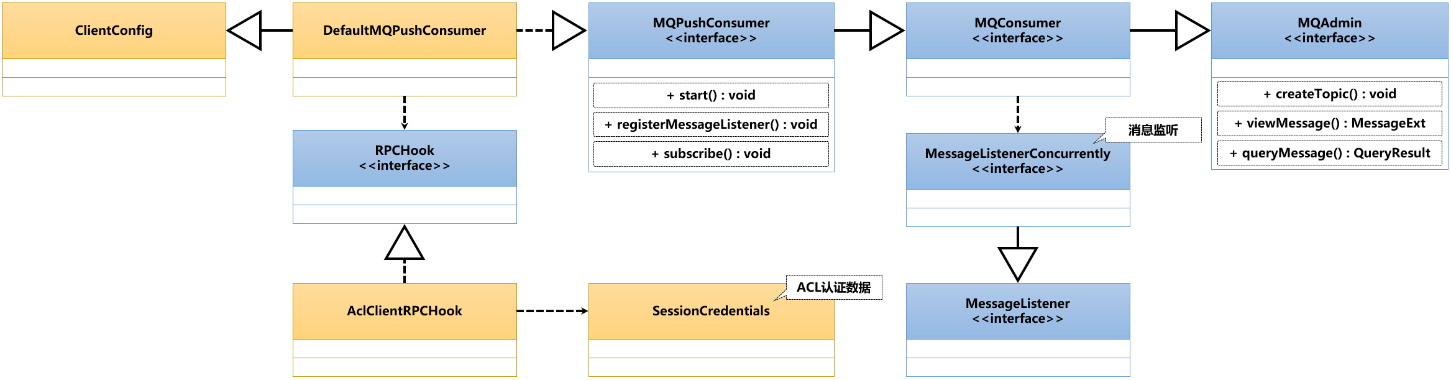 ClientConfig
DefaultMQPushConsumer
MQPushConsumer
<<interface>>
+ start() : void
+ registerMessageListener() : void
+ subscribe() : void
MQConsumer
<<interface>>
MQAdmin
<<interface>>
+ createTopic() : void
+ viewMessage() : MessageExt
+ queryMessage() : QueryResult
RPCHook
<<interface>>
消息监听
MessageListenerConcurrently
<<interface>>
AclClientRPCHook
ACL认证数据
SessionCredentials
MessageListener
<<interface>>